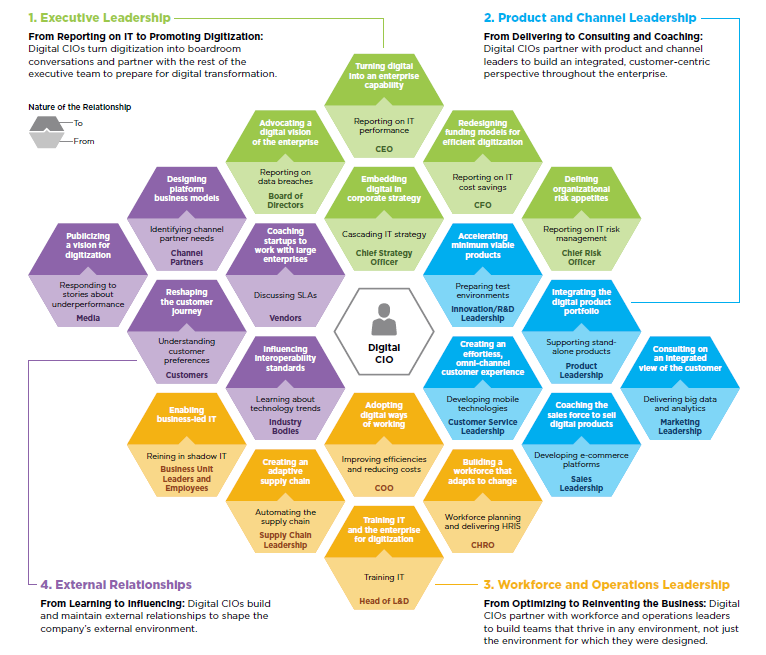 1. Executive Leadership
From Reporting on IT to Promoting Digitization:
Digital CIOs turn digitization into boardroom
conversations and partner with the rest of the
executive team to prepare for digital transformation.
2. Product and Channel Leadership
From Delivering to Consulting and Coaching:
Digital CIOs partner with product and channel
leaders to build an integrated, customer-centric
perspective throughout the enterprise.
Nature of the Relationship
To
From
Turning digital
into an enterprise
capability
Reporting on IT
performance
CEO
Advocating a
digital vision
of the enterprise
Reporting on
data breaches
Board of
Directors
Redesigning
funding models for
efficient digitization
Reporting on IT
cost savings
CFO
Designing
platform
business models
Identifying channel
partner needs
Channel
Partners
Embedding
digital in
corporate strategy
Cascading IT strategy
Chief Strategy
Officer
Defining
organizational
risk appetites
Reporting on IT risk
management
Chief Risk
Officer
Publicizing
a vision for
digitization
Responding to
stories about
underperformance
Media
Coaching
startups to
work with large
enterprises
Discussing SLAs
Vendors
Accelerating
minimum viable
products
Preparing test
environments
Innovation/R&D
Leadership
Reshaping
the customer
journey
Understanding
customer
preferences
Customers
Digital
CIO
Integrating the
digital product
portfolio
Supporting stand-
alone products
Product
Leadership
Influencing
interoperability
standards
Learning about
technology trends
Industry
Bodies
Creating an
effortless,
omni-channel
customer experience
Developing mobile
technologies
Customer Service
Leadership
Consulting on
an integrated
view of the customer
Delivering big data
and analytics
Marketing
Leadership
Enabling
business-led IT
Reining in shadow IT
Business Unit
Leaders and
Employees
Adopting
digital ways
of working
Improving efficiencies
and reducing costs
COO
Coaching the
sales force to sell
digital products
Developing e-commerce
platforms
Sales
Leadership
Creating an
adaptive
supply chain
Automating the
supply chain
Supply Chain
Leadership
Building a
workforce that
adapts to change
Workforce planning
and delivering HRIS
CHRO
Training IT
and the enterprise
for digitization
Training IT
Head of L&D
4. External Relationships
From Learning to Influencing: Digital CIOs build
and maintain external relationships to shape the
company's external environment.
3. Workforce and Operations Leadership
From Optimizing to Reinventing the Business: Digital
CIOs partner with workforce and operations leaders
to build teams that thrive in any environment, not just
the environment for which they were designed.